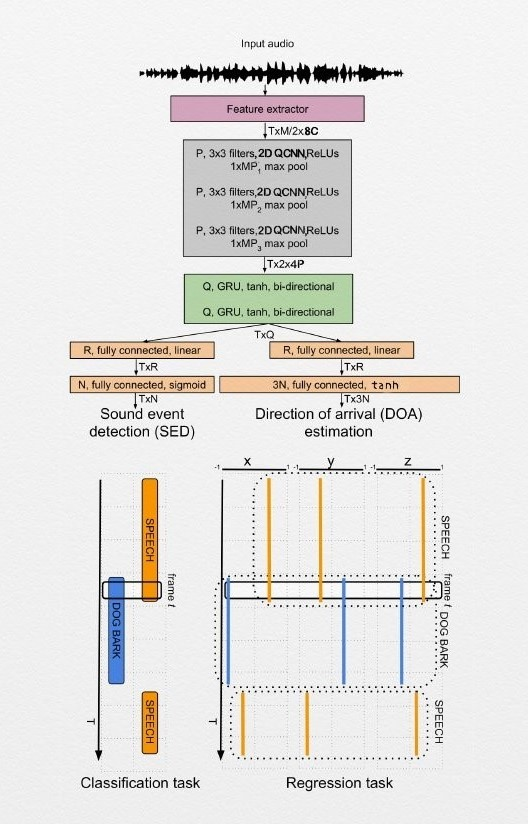 Input audio
Feature extractor
TxM/2x8C
P, 3x3 filters,2D QCNN,ReLUs
1xMP1 max pool
P, 3x3 filters,2D QCNN,ReLUs
1xMP2 max pool
P, 3x3 filters,2D QCNN,ReLUs
1xMP3 max pool
Tx2x4P
Q, GRU, tanh, bi-directional
Q, GRU, tanh, bi-directional
TxQ
R, fully connected, linear
R, fully connected, linear
TxR
TxR
N, fully connected, sigmoid
3N, fully connected, tanh
TxN
Tx3N
Sound event
detection (SED)
Direction of arrival (DOA)
estimation
x
y
z
-1
1
-1
1
-1
1
SPEECH
SPEECH
frame t
frame t
DOG BARK
DOG BARK
SPEECH
SPEECH
T
T
Classification task
Regression task